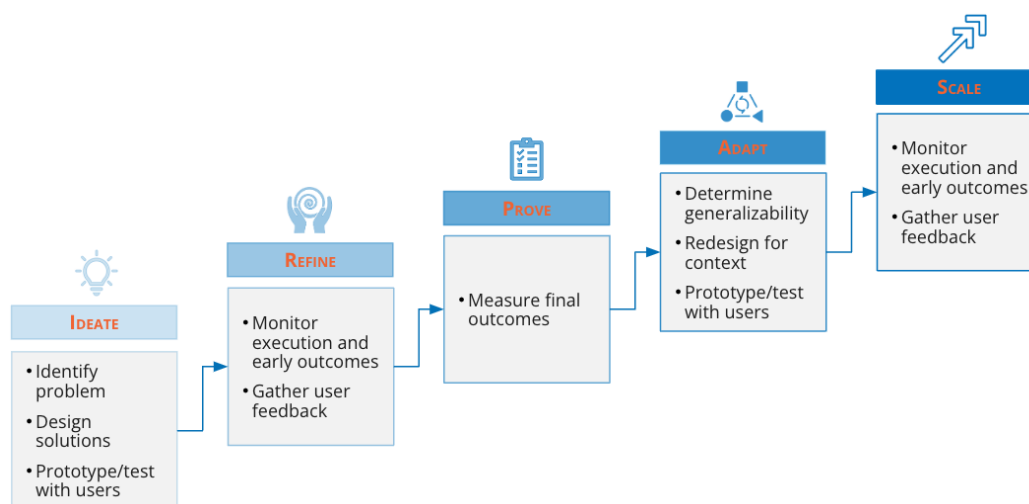 IDEATE
• Identify
problem
• Design
solutions
• Prototype/test
with users
REFINE
• Monitor
execution and
early outcomes
• Gather user
feedback
PROVE
• Measure final
outcomes
ADAPT
• Determine
generalizability
• Redesign for
context
• Prototype/test
with users
SCALE
• Monitor
execution and
early outcomes
• Gather user
feedback